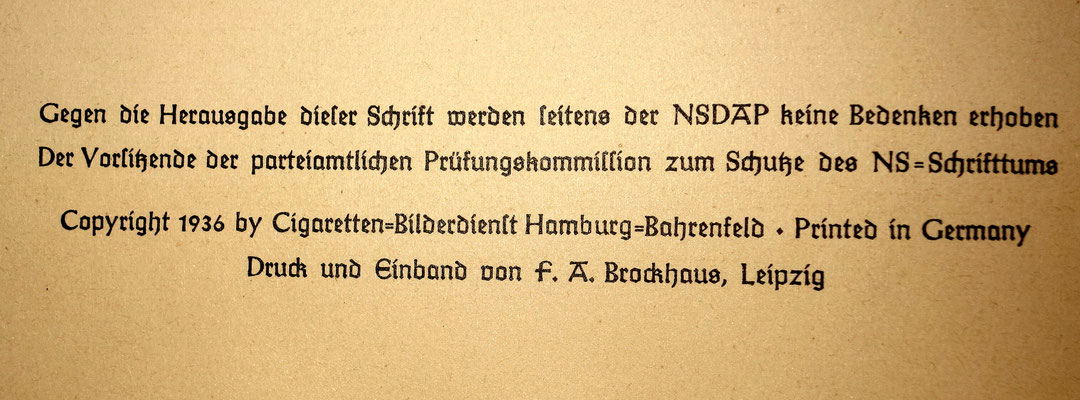 Gegen die Herausgabe dieſer Schrift werden ſeitens der NSDAP keine Bedenken erhoben
Der Vorſitzende der parteiamtlichen Prüfungskommiſſion zum Schutze des NS=Schrifttums
Copyright 1936 by Cigaretten=Bilderdienſt Hamburg=Bahrenfeld • Printed in Germany
Druck und Einband von F. A. Brockhaus, Leipzig